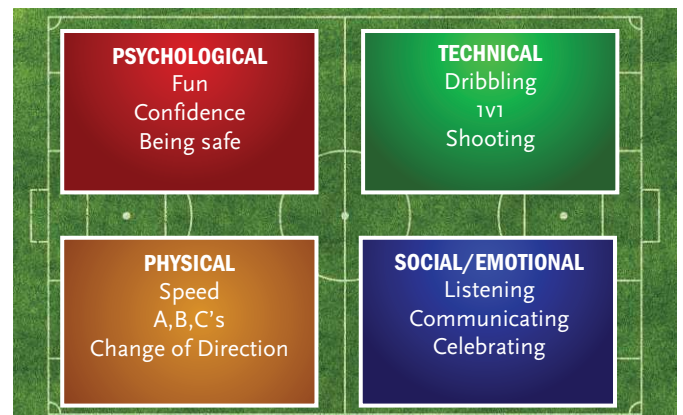 PSYCHOLOGICAL
Fun
Confidence
Being safe
TECHNICAL
Dribbling
1v1
Shooting
PHYSICAL
Speed
A,B,C's
Change of Direction
SOCIAL/EMOTIONAL
Listening
Communicating
Celebrating